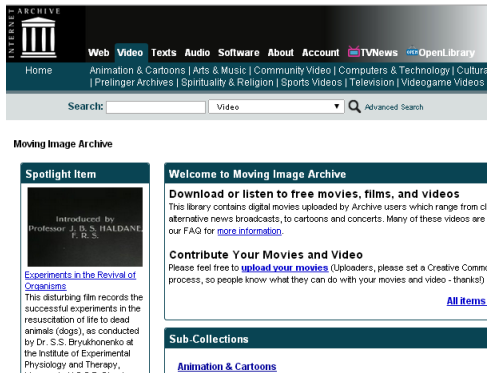 INTERNET ARCHIVE
Web Video Texts Audio Software About Account TVNews OpenLibrary
Home
Animation & Cartoons | Arts & Music | Community Video | Computers & Technology | Cultura
| Prelinger Archives | Spirituality & Religion | Sports Videos | Television | Videogame Videos
Search: Video Advanced Search
Moving Image Archive
Spotlight Item
Introduced by
Professor J. B. S. HALDANE,
F. R. S.
Experiments in the Revival of
Organisms
This disturbing film records the
successful experiments in the
resuscitation of life to dead
animals (dogs), as conducted
by Dr. S.S. Bryukhonenko at
the Institute of Experimental
Physiology and Therapy,
Welcome to Moving Image Archive
Download or listen to free movies, films, and videos
This library contains digital movies uploaded by Archive users which range from cl
alternative news broadcasts, to cartoons and concerts. Many of these videos are
our FAQ for more information.
Contribute Your Movies and Video
Please feel free to upload your movies (Uploaders, please set a Creative Commo
process, so people know what they can do with your movies and video - thanks!)
All items
Sub-Collections
Animation & Cartoons